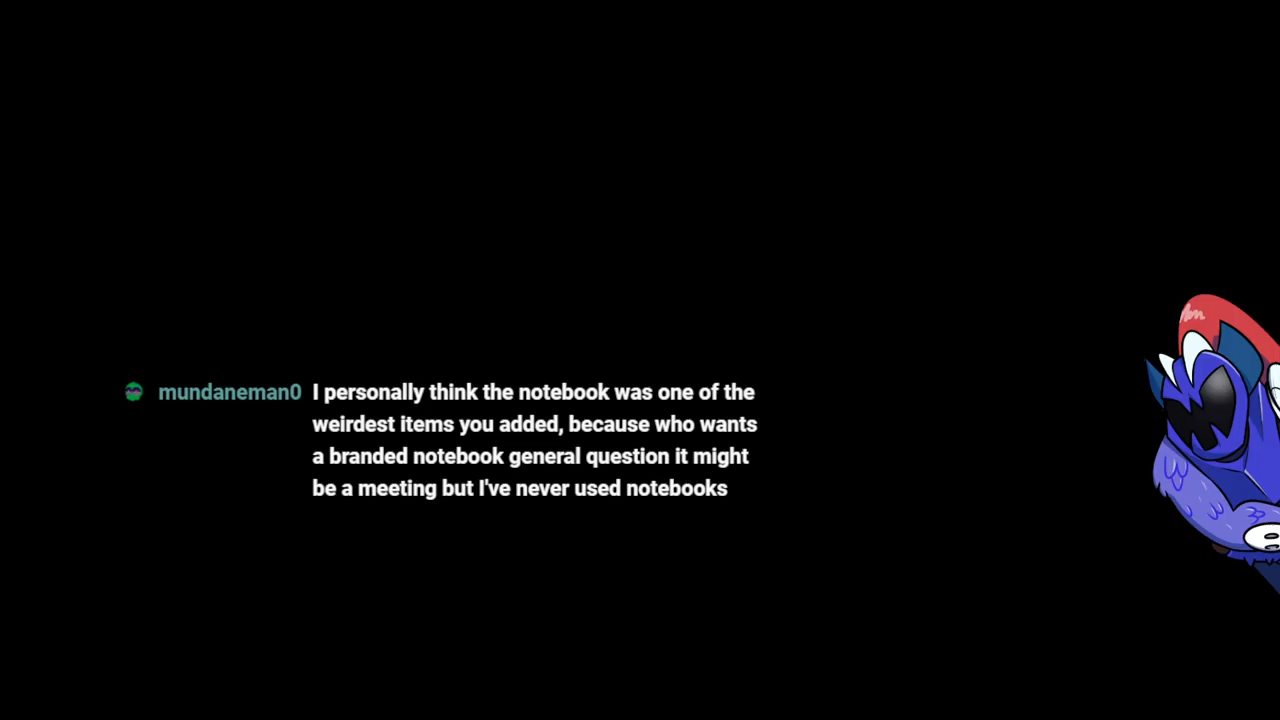 mundaneman0 I personally think the notebook was one of the
weirdest items you added, because who wants
a branded notebook general question it might
be a meeting but I've never used notebooks